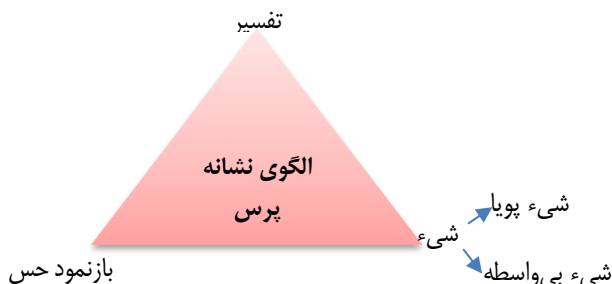 تفسیر
الگوی نشانه
پرس
شیء پویا
شیء
شیء بی‌واسطه
بازنمود حس